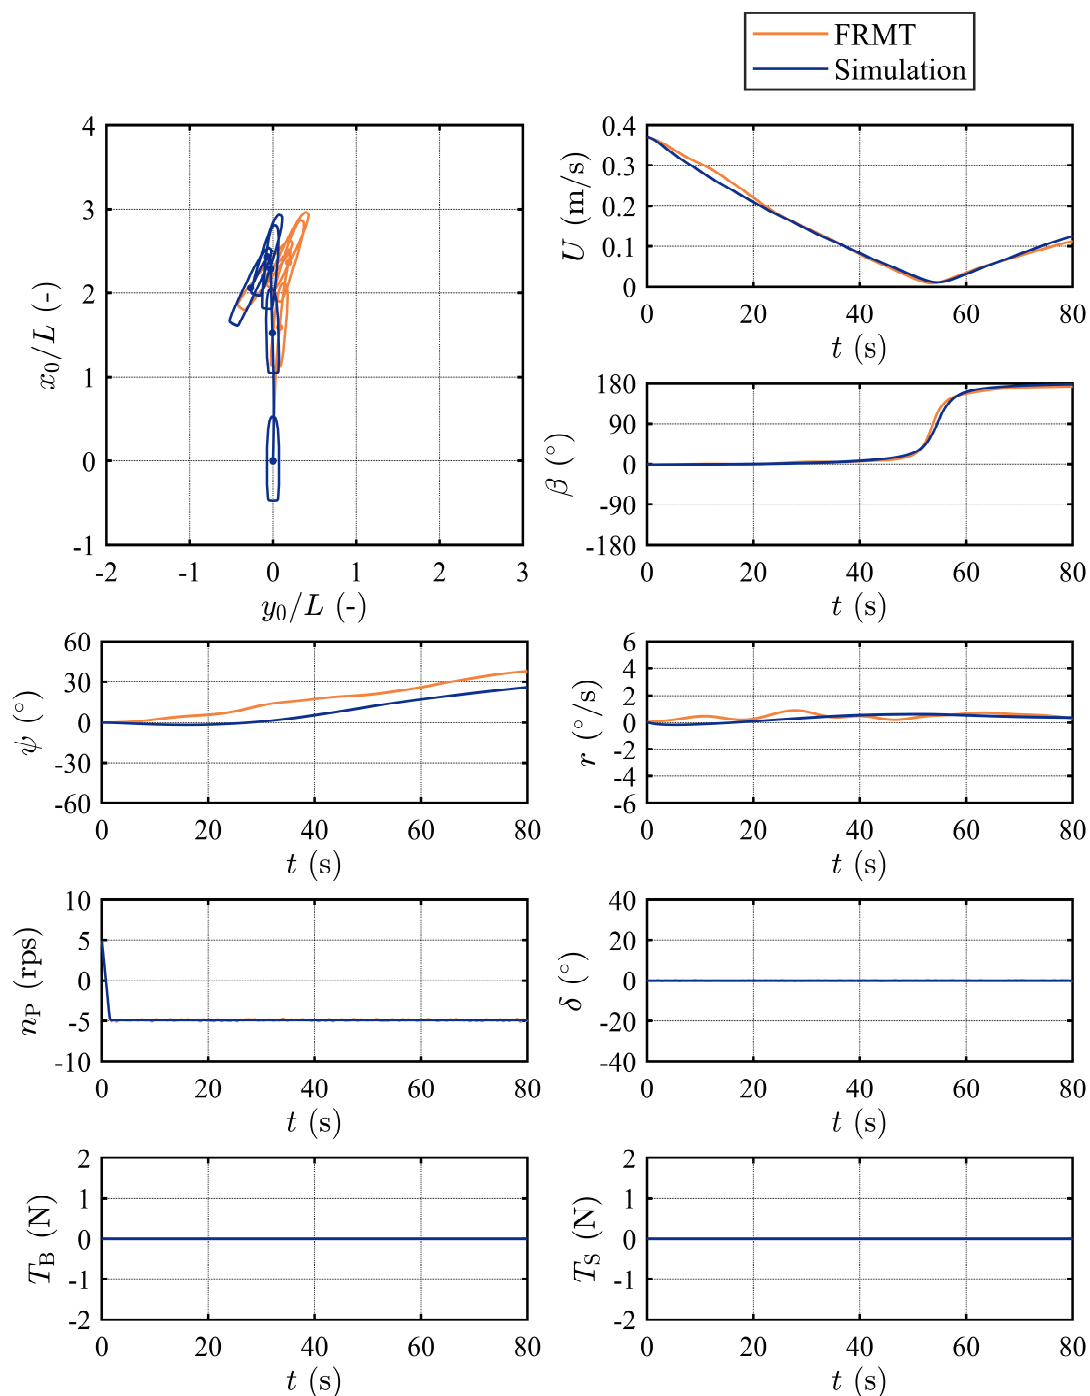 FRMT
Simulation
4
3
2
1
0
-1
-2 -1 0 1 2 3
x₀/L (-)
y₀/L (-)
0.4
0.3
0.2
0.1
0
0 20 40 60 80
U (m/s)
t (s)
180
90
0
-90
-180
0 20 40 60 80
β (°)
t (s)
60
30
0
-30
-60
0 20 40 60 80
ψ (°)
t (s)
6
4
2
0
-2
-4
-6
0 20 40 60 80
r (°/s)
t (s)
10
5
0
-5
-10
0 20 40 60 80
n_P (rps)
t (s)
40
20
0
-20
-40
0 20 40 60 80
δ (°)
t (s)
2
1
0
-1
-2
0 20 40 60 80
T_B (N)
t (s)
2
1
0
-1
-2
0 20 40 60 80
T_S (N)
t (s)